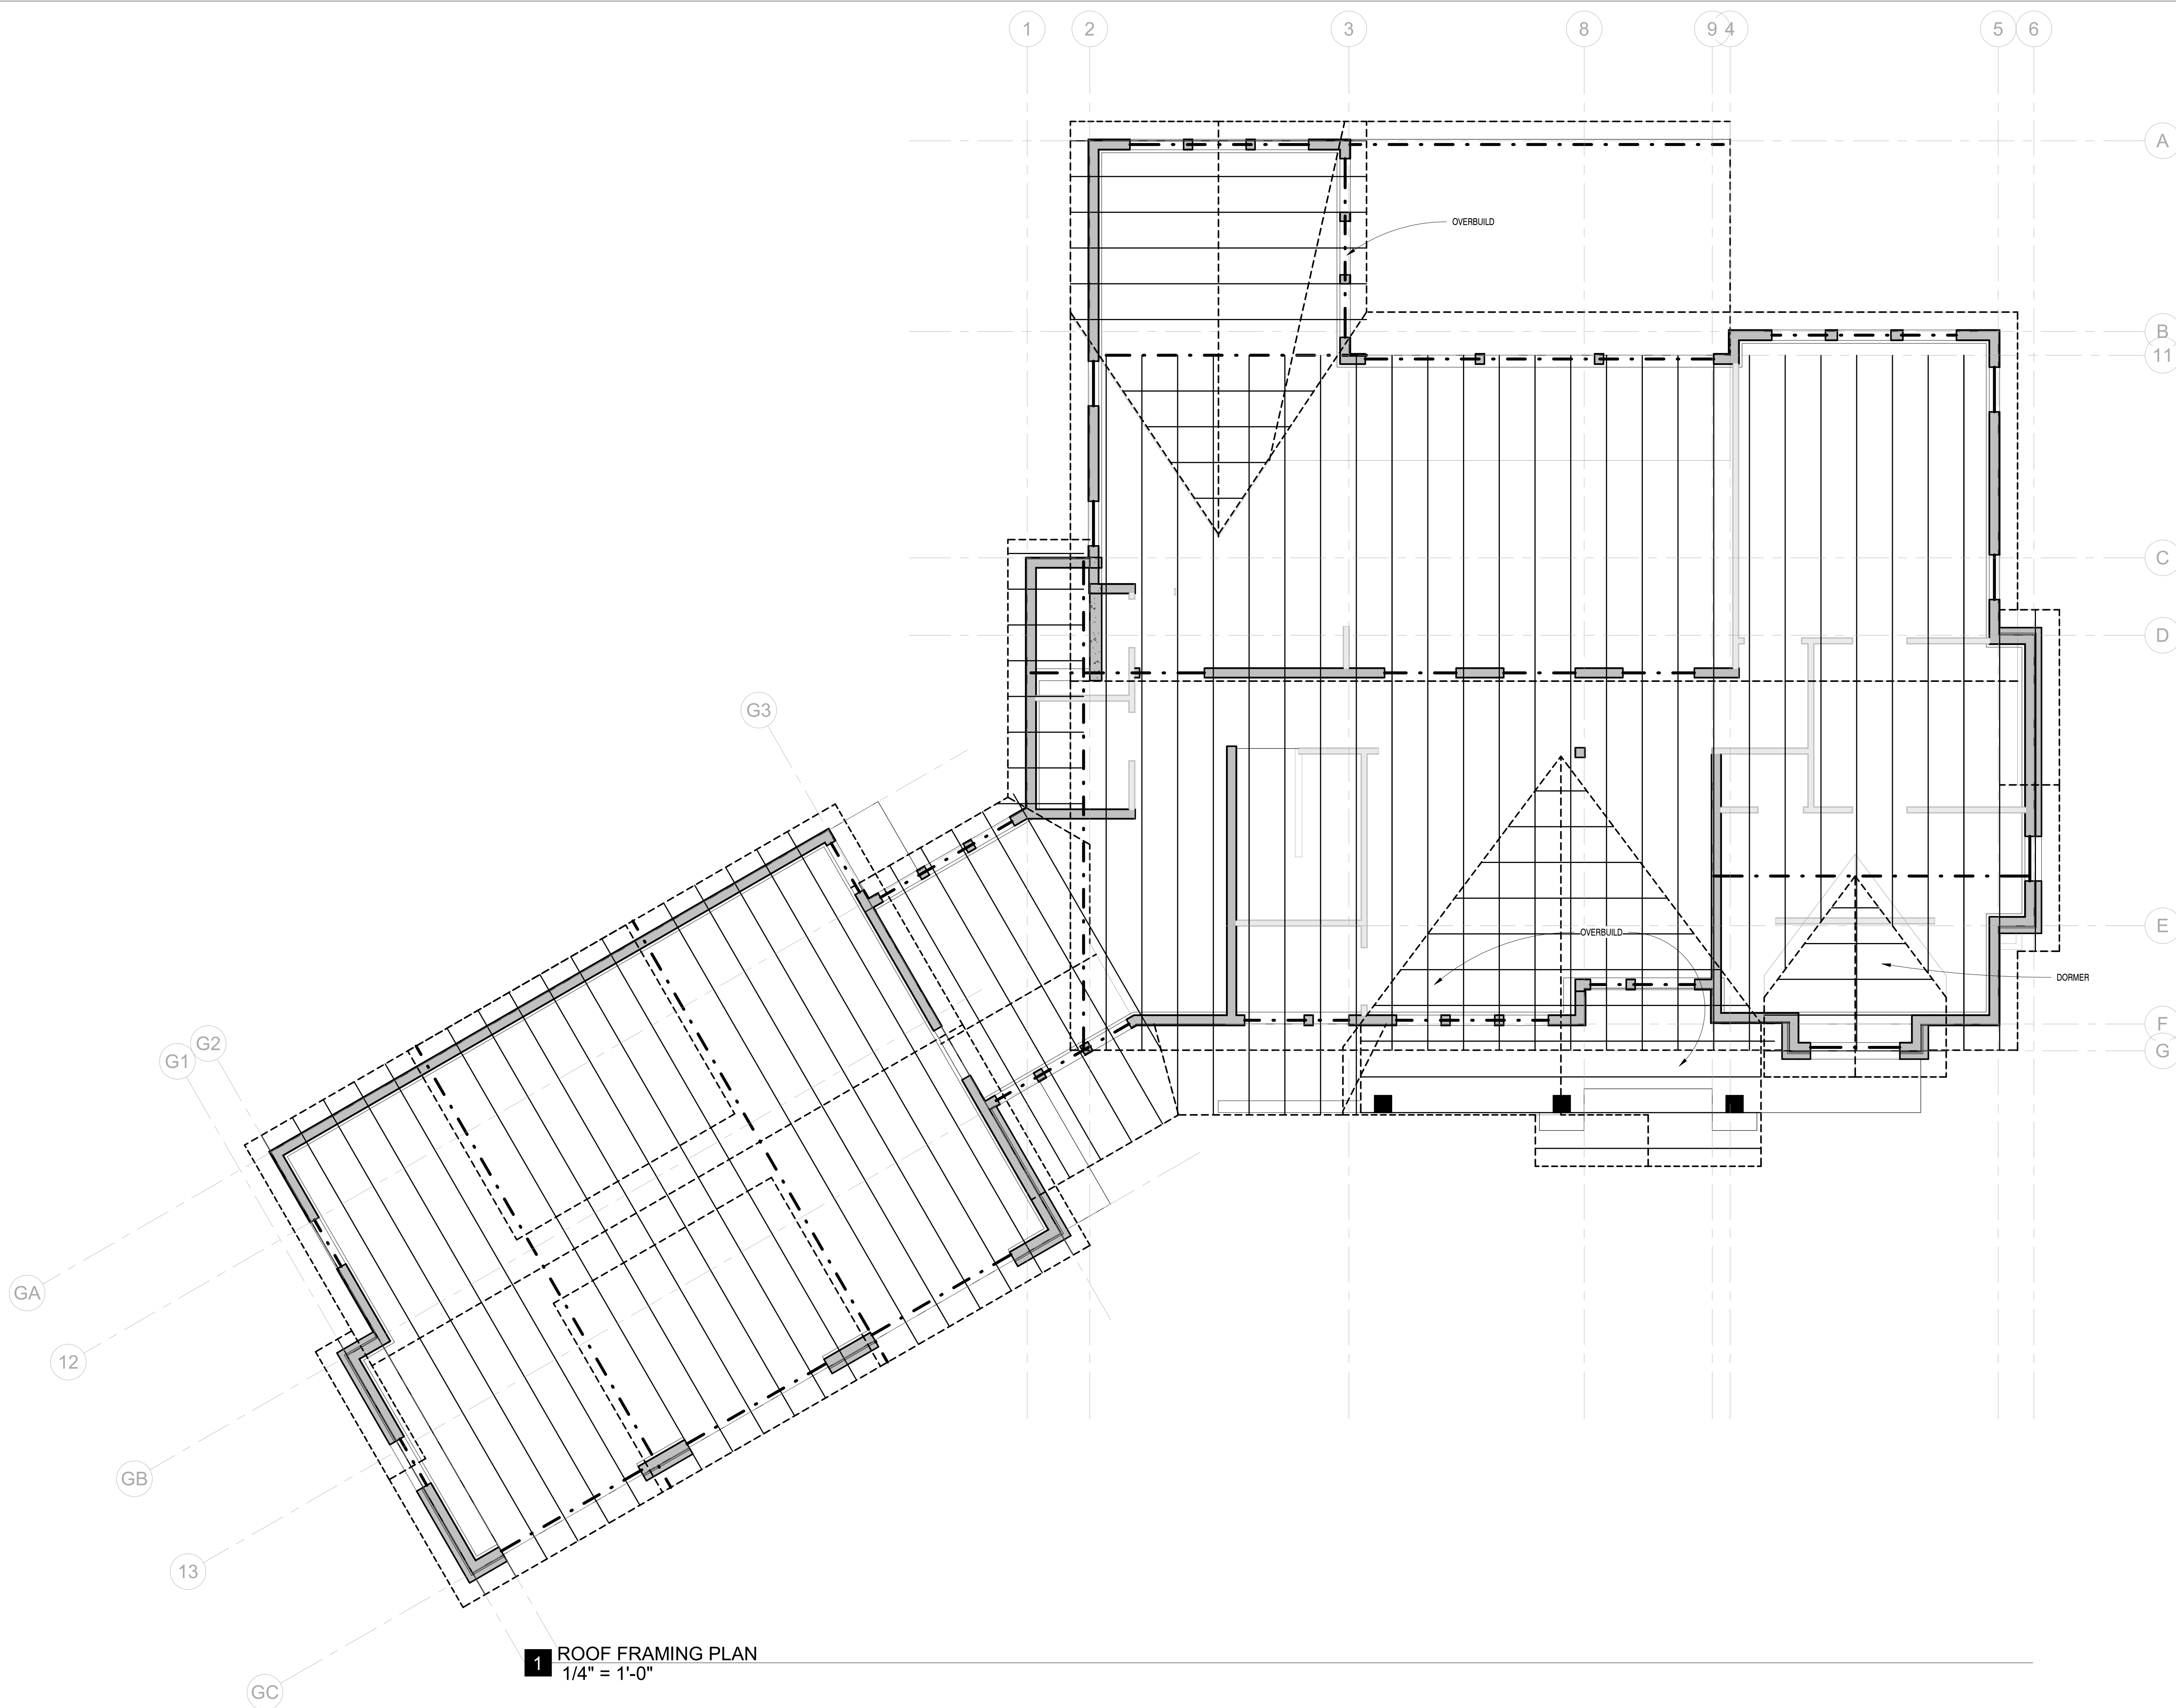 1
2
3
8
9
4
5
6
A
OVERBUILD
B
11
C
D
G3
E
OVERBUILD
DORMER
F
G
G2
G1
GA
12
GB
13
GC
1 ROOF FRAMING PLAN
1/4" = 1'-0"